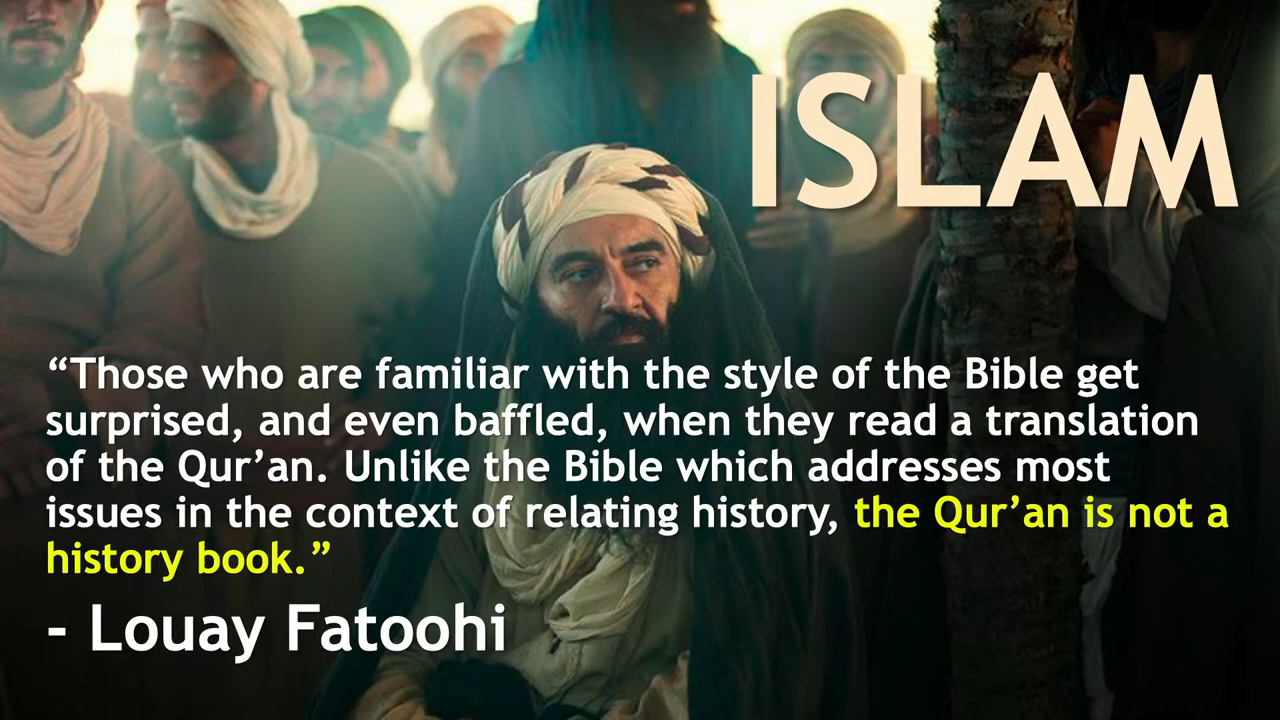 ISLAM
“Those who are familiar with the style of the Bible get
surprised, and even baffled, when they read a translation
of the Qur’an. Unlike the Bible which addresses most
issues in the context of relating history, the Qur’an is not a
history book.”
- Louay Fatoohi